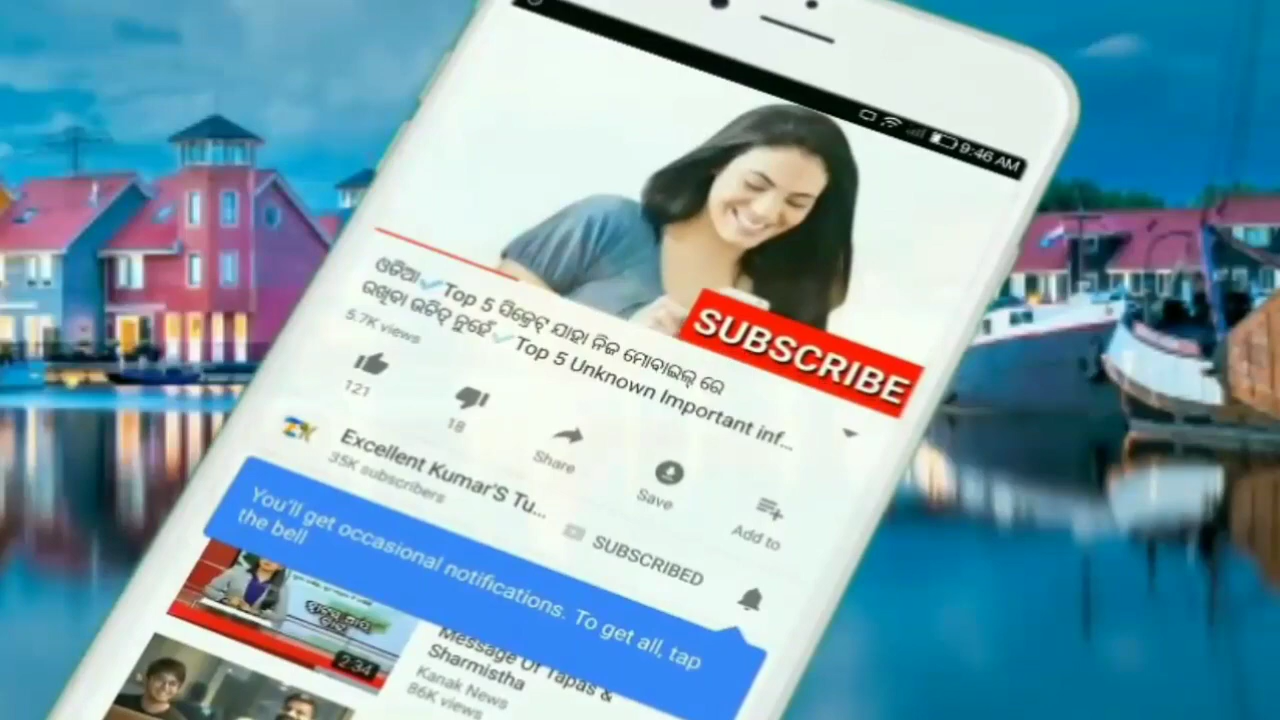 9:46 AM
SUBSCRIBE
ଓଡିଆ✔Top 5 ସିକ୍ରେଟ୍ ଯାହା ନିଜ ମୋବାଇଲ୍ ରେ
ରଖିବା ଉଚିତ୍ ନୁହେଁ✔Top 5 Unknown Important inf...
5.7K views
121
18
Share
Save
Add to
Excellent Kumar'S Tu...
35K subscribers
SUBSCRIBED
You'll get occasional notifications. To get all, tap
the bell
2:34
Message Of Tapas &
Sharmistha
Kanak News
86K views